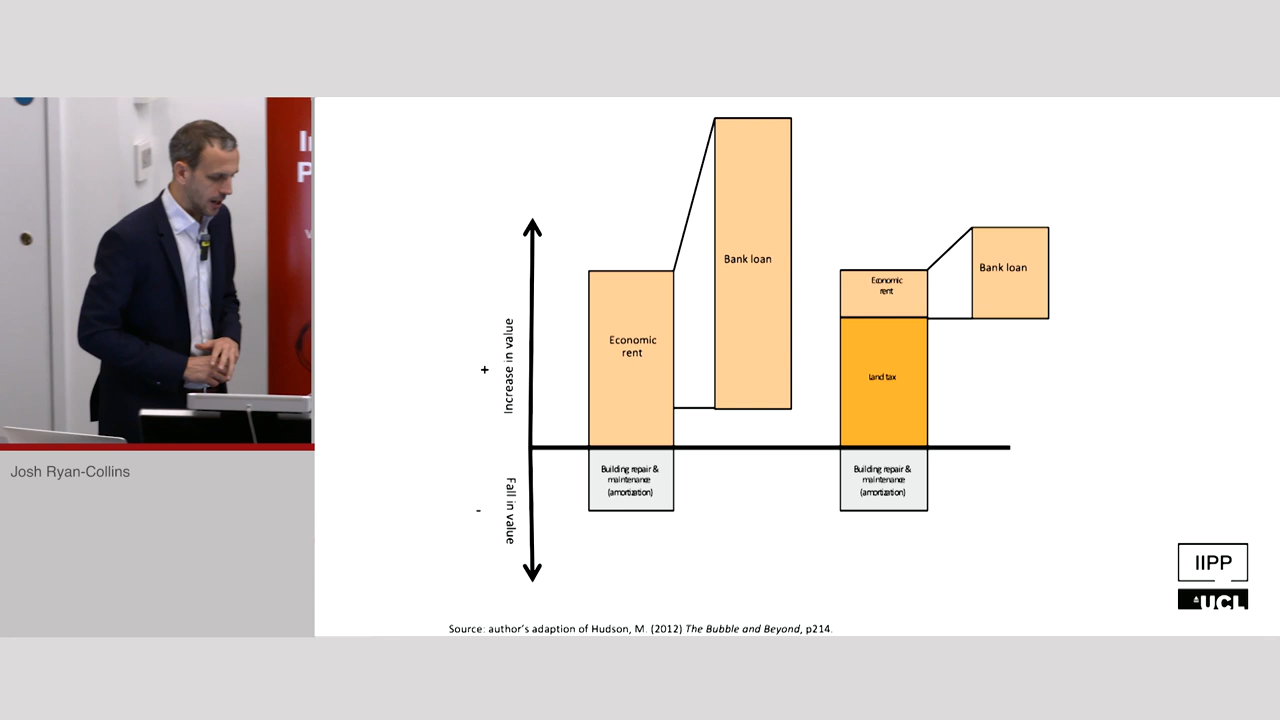 Josh Ryan-Collins
Bank loan
Economic
rent
Increase in value
+
Fall in value
-
Building repair &
maintenance
(amortization)
Economic
rent
land tax
Bank loan
Building repair &
maintenance
(amortization)
IIPP
UCL
Source: author's adaption of Hudson, M. (2012) The Bubble and Beyond, p214.